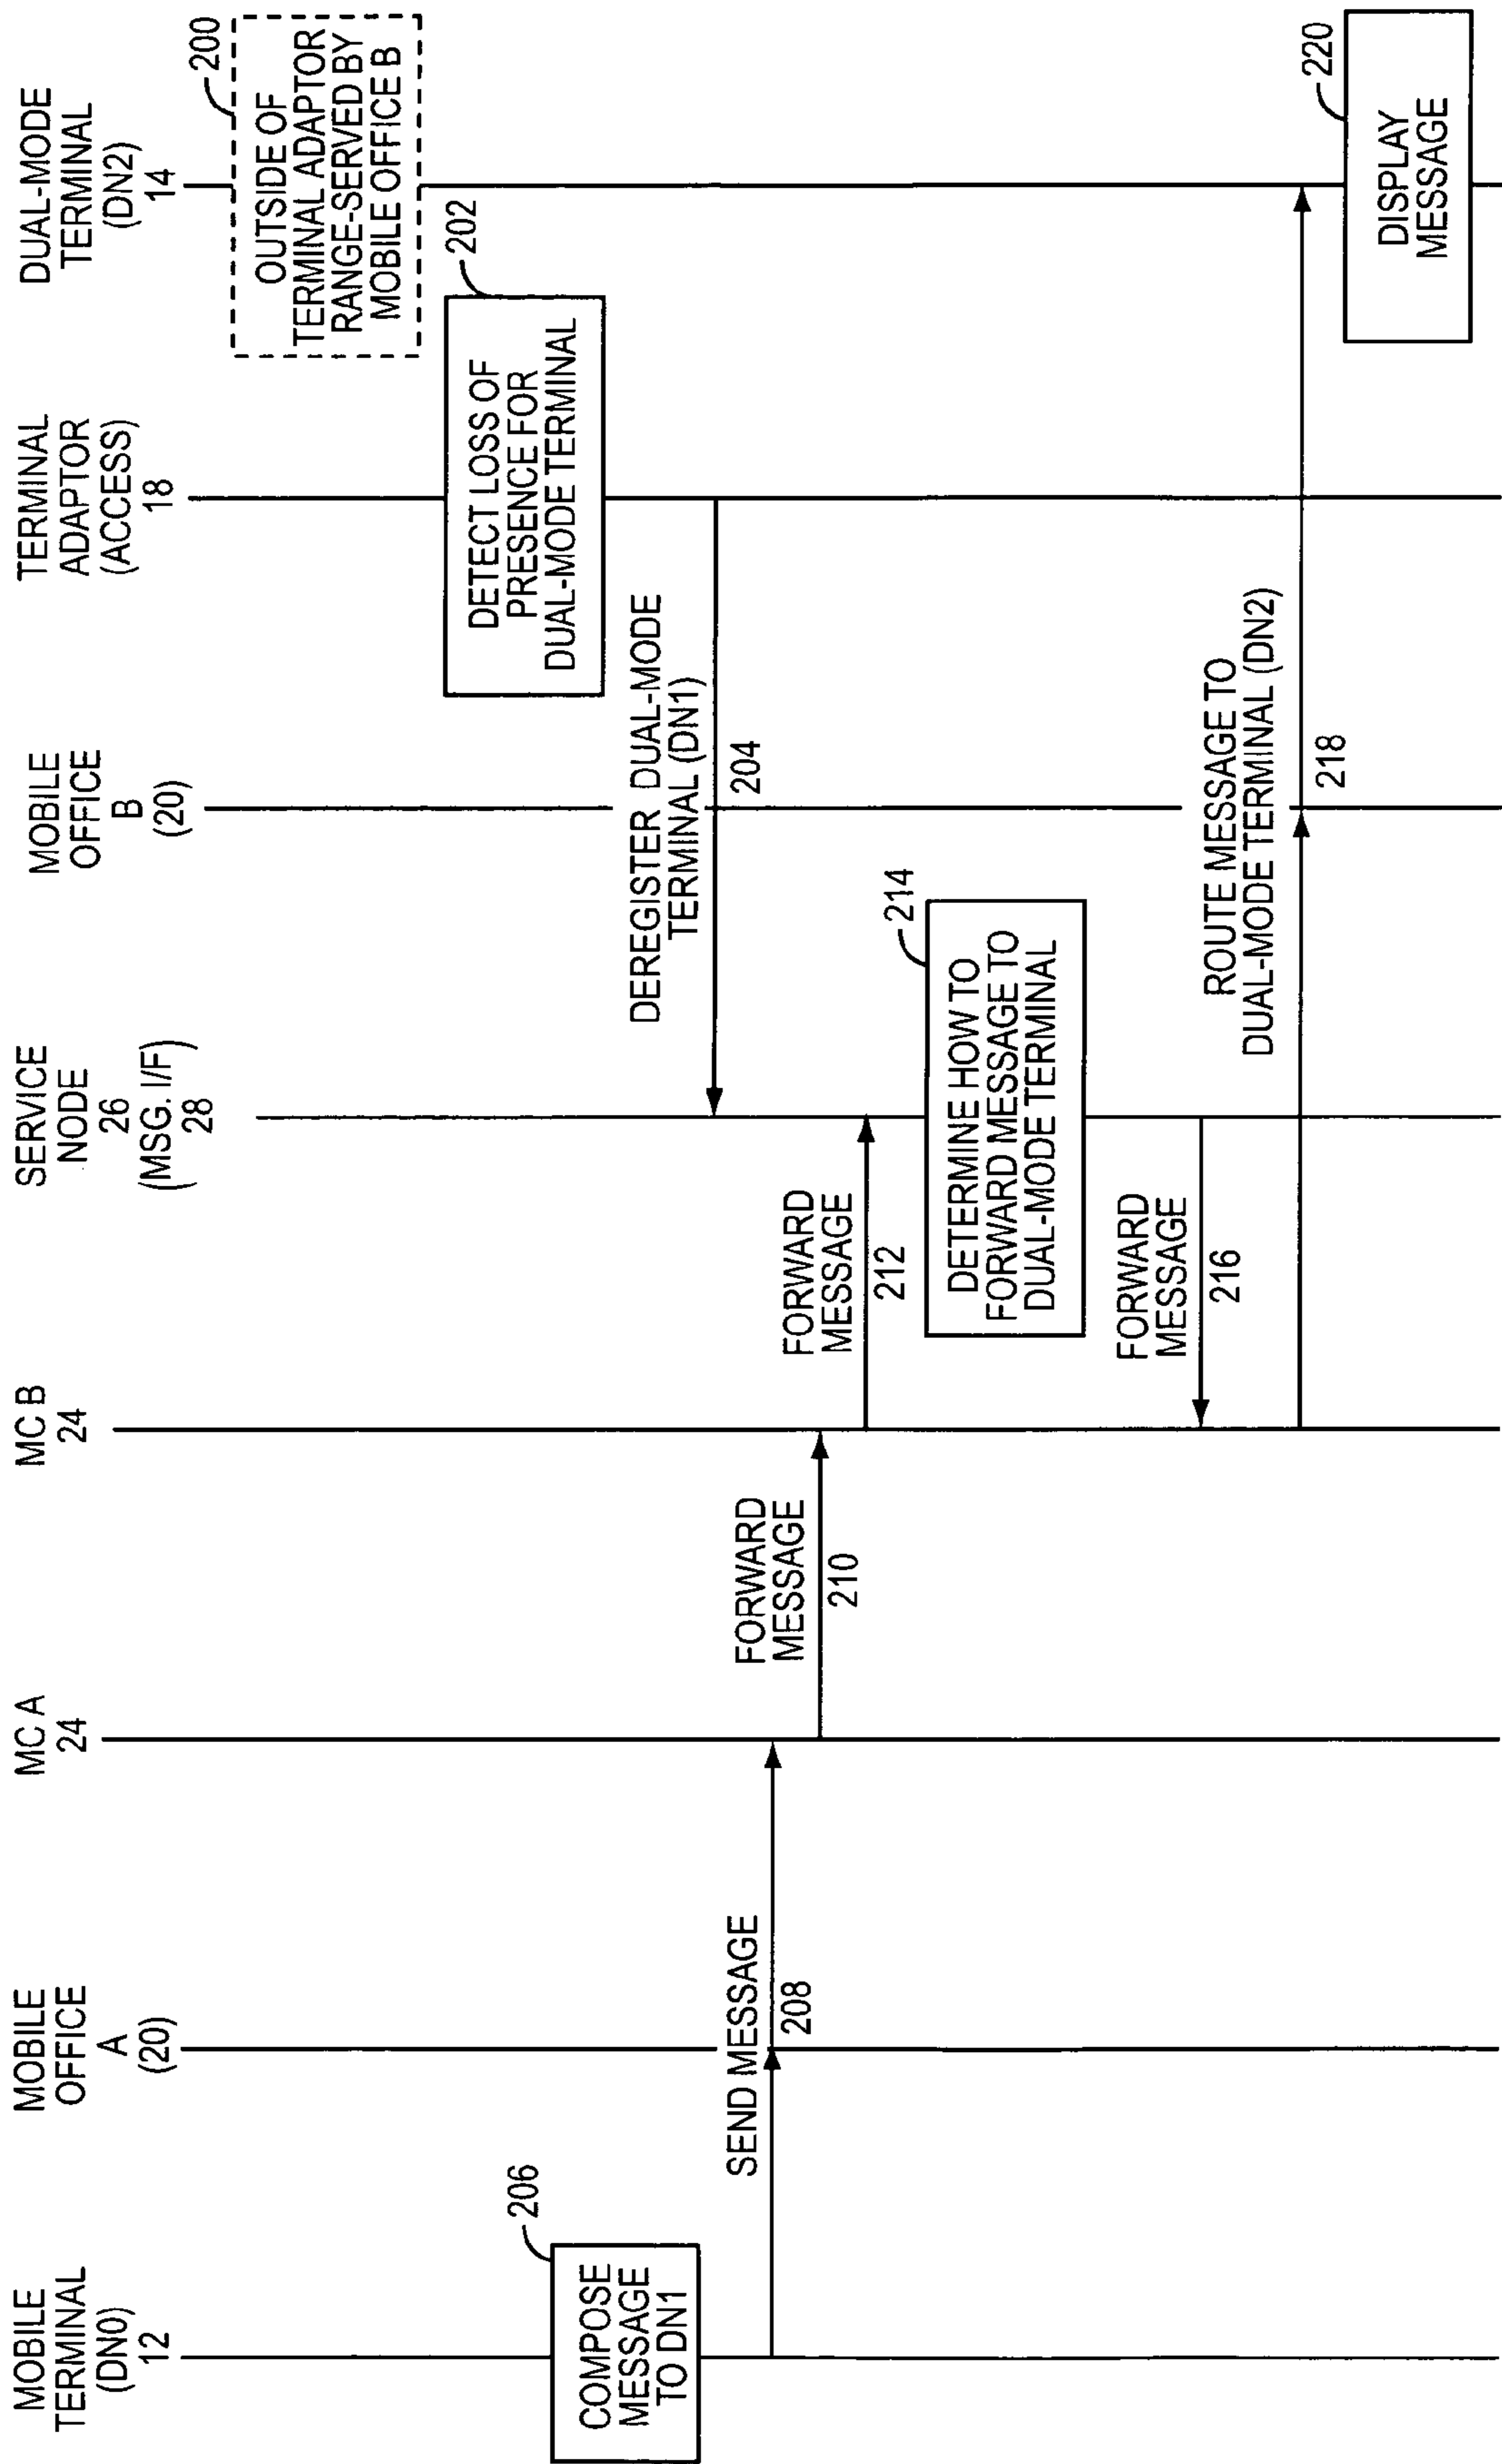 MOBILE
TERMINAL
(DN0)
12
MOBILE
OFFICE
A
(20)
MC A
24
MC B
24
SERVICE
NODE
26
(MSG. I/F)
28
MOBILE
OFFICE
B
(20)
TERMINAL
ADAPTOR
(ACCESS)
18
DUAL-MODE
TERMINAL
(DN2)
14
200
OUTSIDE OF
TERMINAL ADAPTOR
RANGE-SERVED BY
MOBILE OFFICE B
202
DETECT LOSS OF
PRESENCE FOR
DUAL-MODE TERMINAL
DEREGISTER DUAL-MODE
TERMINAL (DN1)
204
206
COMPOSE
MESSAGE
TO DN1
SEND MESSAGE
208
FORWARD
MESSAGE
210
FORWARD
MESSAGE
212
214
DETERMINE HOW TO
FORWARD MESSAGE TO
DUAL-MODE TERMINAL
FORWARD
MESSAGE
216
ROUTE MESSAGE TO
DUAL-MODE TERMINAL (DN2)
218
220
DISPLAY
MESSAGE